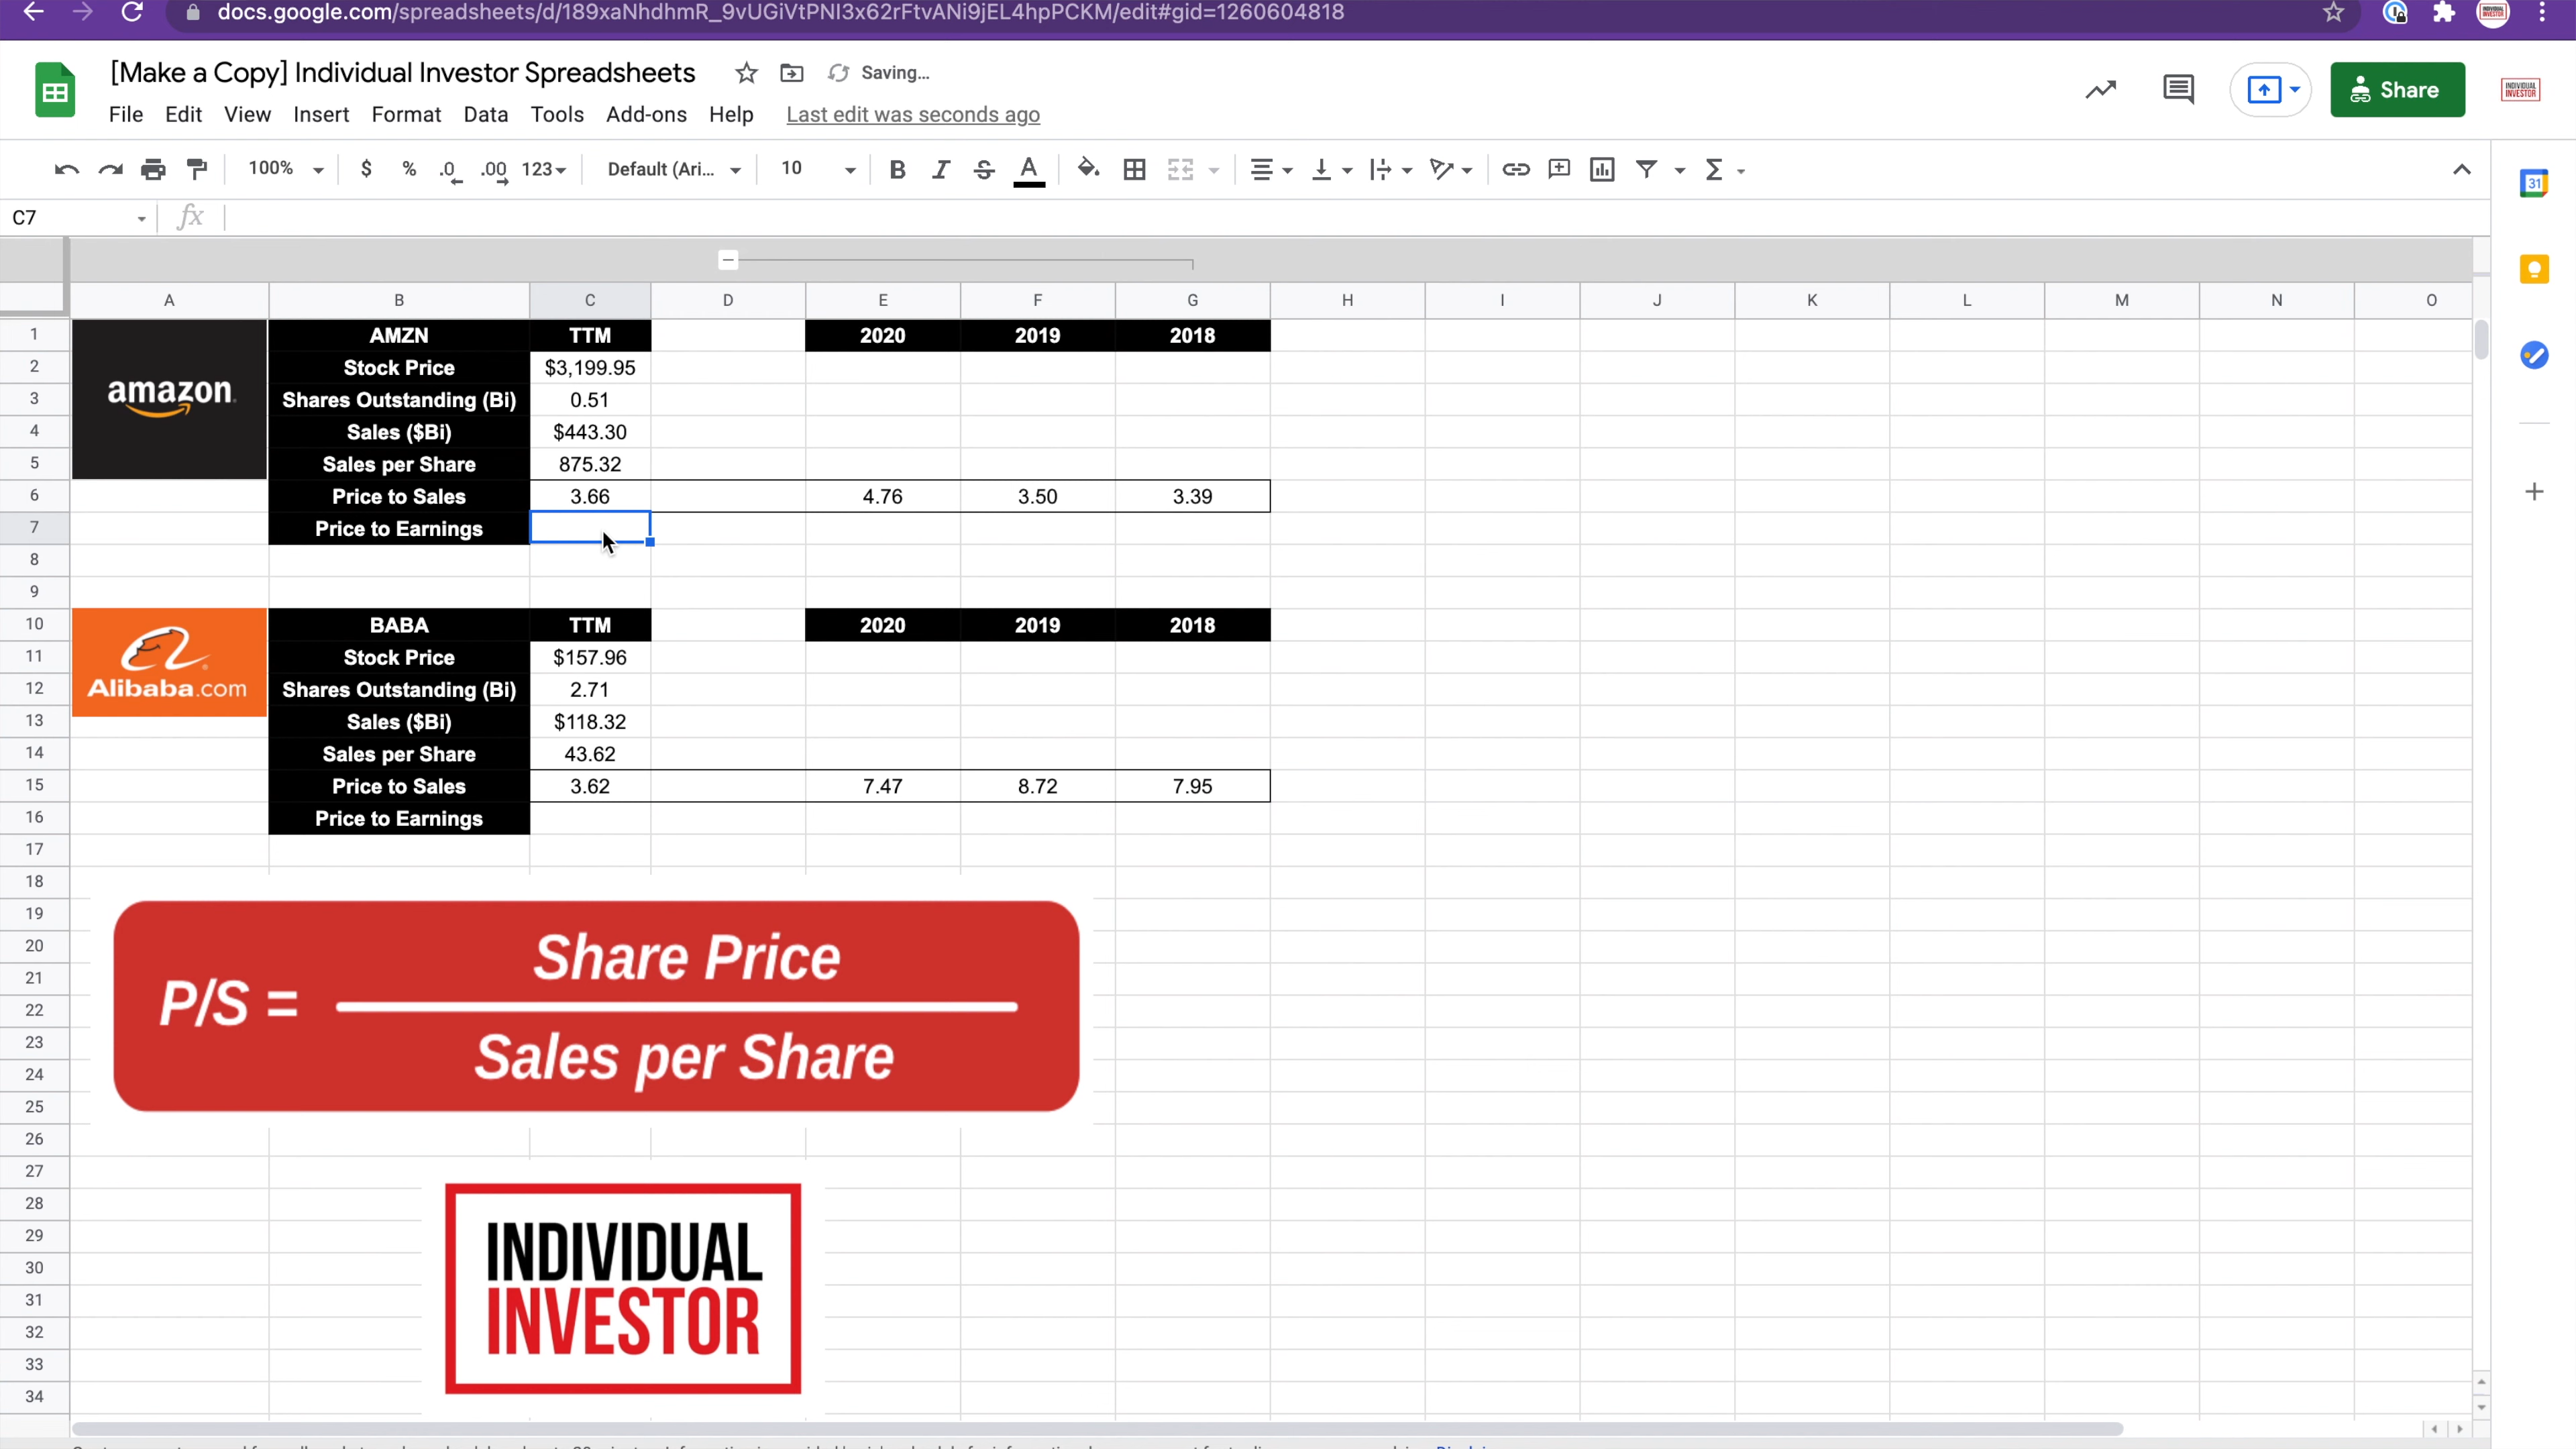 docs.google.com/spreadsheets/d/189xaNhdhmR_9vUGiVtPNI3x62rFtvANi9jEL4hpPCKM/edit#gid=1260604818
[Make a Copy] Individual Investor Spreadsheets Saving...
File Edit View Insert Format Data Tools Add-ons Help Last edit was seconds ago
Share
INDIVIDUAL
INVESTOR
100% $ % .0 .00 123 Default (Ari... 10 B I S A Σ
31
C7 fx
A B C D E F G H I J K L M N O
1 AMZN TTM 2020 2019 2018
2 Stock Price $3,199.95
amazon
3 Shares Outstanding (Bi) 0.51
4 Sales ($Bi) $443.30
5 Sales per Share 875.32
6 Price to Sales 3.66 4.76 3.50 3.39
7 Price to Earnings
8
9
10 BABA TTM 2020 2019 2018
11 Stock Price $157.96
12 Shares Outstanding (Bi) 2.71
Alibaba.com
13 Sales ($Bi) $118.32
14 Sales per Share 43.62
15 Price to Sales 3.62 7.47 8.72 7.95
16 Price to Earnings
17
18
19
20
21
22
23
24
25
26
27
28
29
30
31
32
33
34
Share Price
P/S =
Sales per Share
INDIVIDUAL
INVESTOR